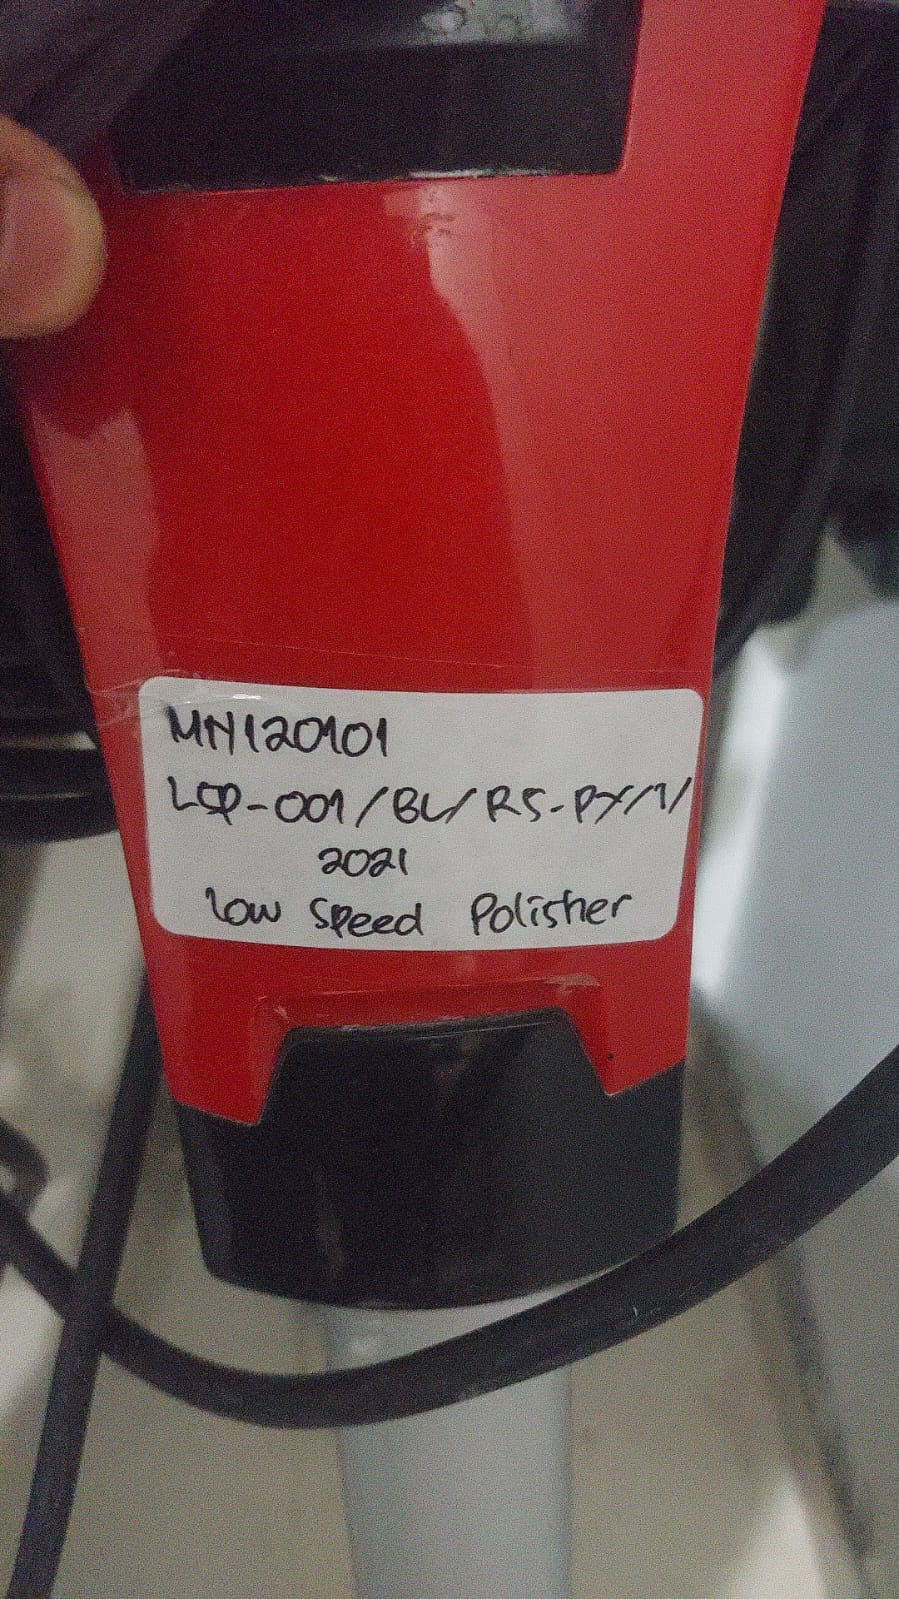 MN120101
LSP-001/BL/RS-PY/1/
2021
Low Speed Polisher